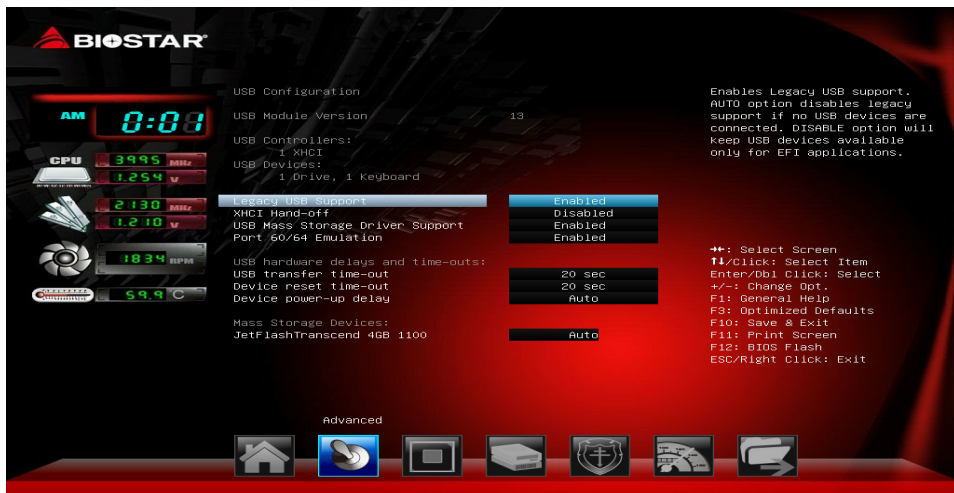 BIOSTAR
AM 0:01
CPU 3995 MHz
1.254 V
2130 MHz
1.210 V
1834 RPM
59.9 C
USB Configuration
USB Module Version 13
USB Controllers:
1 XHCI
USB Devices:
1 Drive, 1 Keyboard
Legacy USB Support Enabled
XHCI Hand-off Disabled
USB Mass Storage Driver Support Enabled
Port 60/64 Emulation Enabled
USB hardware delays and time-outs:
USB transfer time-out 20 sec
Device reset time-out 20 sec
Device power-up delay Auto
Mass Storage Devices:
JetFlashTranscend 4GB 1100 Auto
Enables Legacy USB support.
AUTO option disables legacy
support if no USB devices are
connected. DISABLE option will
keep USB devices available
only for EFI applications.
→←: Select Screen
↑↓/Click: Select Item
Enter/Dbl Click: Select
+/-: Change Opt.
F1: General Help
F3: Optimized Defaults
F10: Save & Exit
F11: Print Screen
F12: BIOS Flash
ESC/Right Click: Exit
Advanced